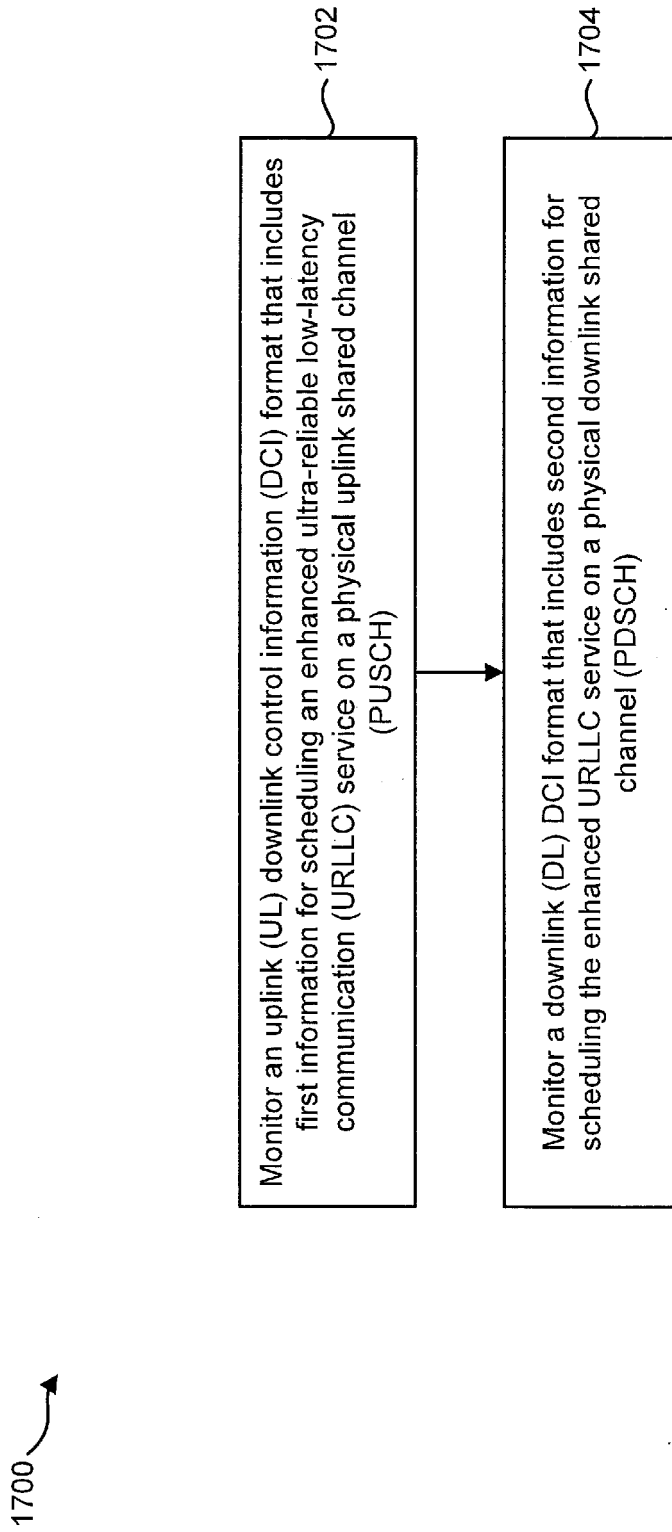 1700
Monitor an uplink (UL) downlink control information (DCI) format that includes
first information for scheduling an enhanced ultra-reliable low-latency
communication (URLLC) service on a physical uplink shared channel
(PUSCH)
1702
Monitor a downlink (DL) DCI format that includes second information for
scheduling the enhanced URLLC service on a physical downlink shared
channel (PDSCH)
1704